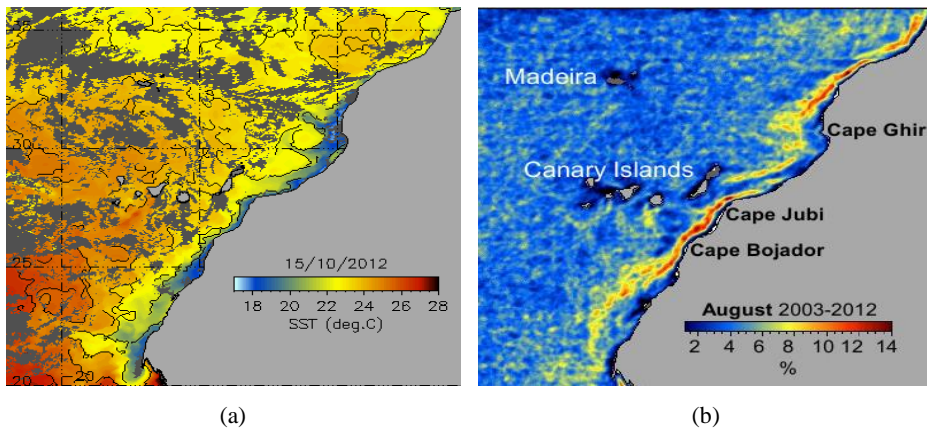 35
30
25
20
15/10/2012
18 20 22 24 26 28
SST (deg.C)
(a)
Madeira
Canary Islands
Cape Ghir
Cape Jubi
Cape Bojador
August 2003-2012
2 4 6 8 10 12 14
%
(b)